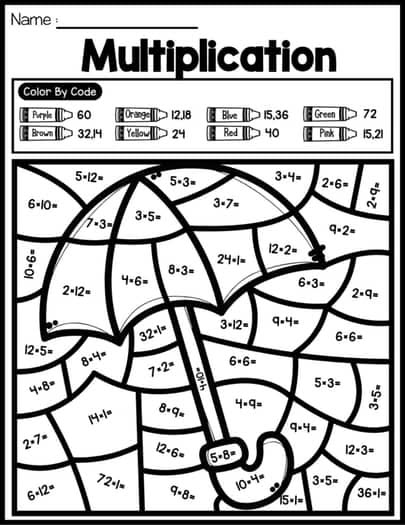 Name :
Multiplication
Color By Code
Purple 60 Orange 12,18 Blue 15,36 Green 72
Brown 32,14 Yellow 24 Red 40 Pink 15,21
5×12= 5×3= 3×4= 2×6= 2×9=
6×10= 7×3= 3×5= 3×7= 9×2=
10×6= 2×12= 4×6= 8×3= 24×1= 12×2=
6×3= 2×9=
12×5= 8×4= 32×1= 3×12= 9×4= 6×6=
4×8= 7×2= 4×10= 6×6= 5×3= 3×5=
14×1= 8×9= 4×9=
2×7= 12×6= 5×8= 9×4= 12×3=
6×12= 72×1= 9×8= 10×4= 15×1= 3×5= 36×1=